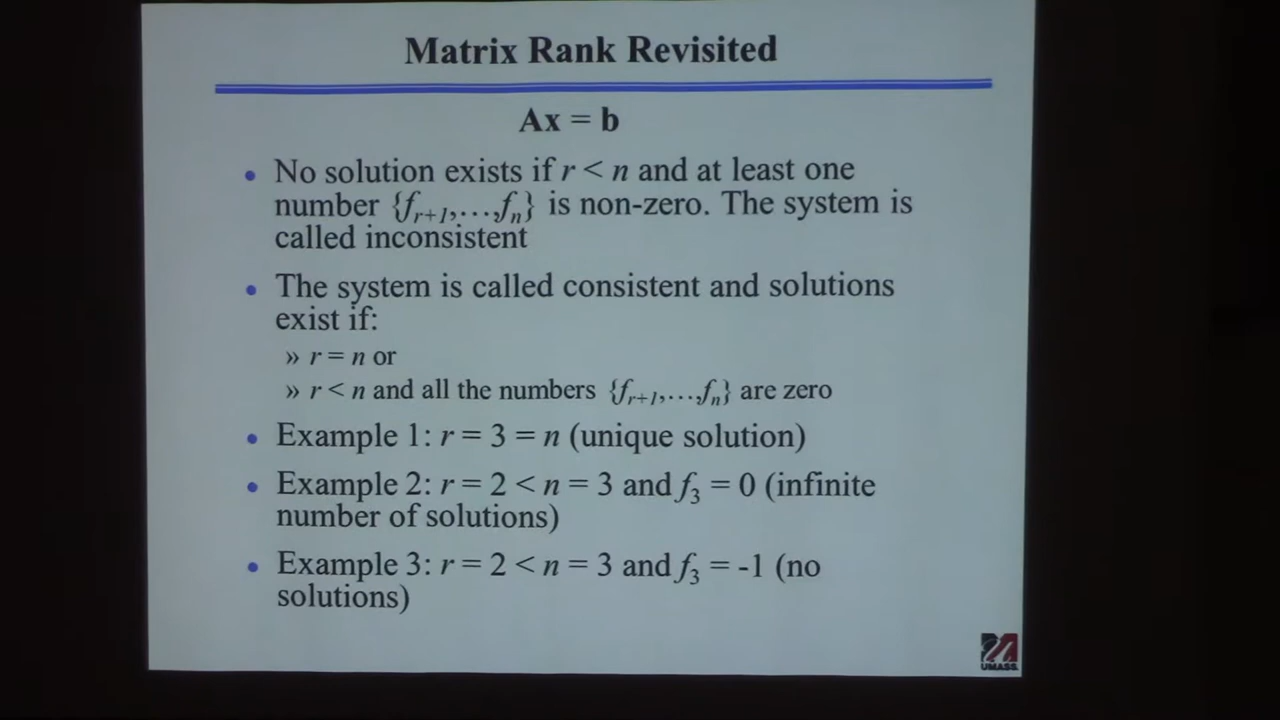 Matrix Rank Revisited
Ax = b
• No solution exists if r < n and at least one
number {fr+1,…,fn} is non-zero. The system is
called inconsistent
• The system is called consistent and solutions
exist if:
» r = n or
» r < n and all the numbers {fr+1,…,fn} are zero
• Example 1: r = 3 = n (unique solution)
• Example 2: r = 2 < n = 3 and f3 = 0 (infinite
number of solutions)
• Example 3: r = 2 < n = 3 and f3 = -1 (no
solutions)
UMASS